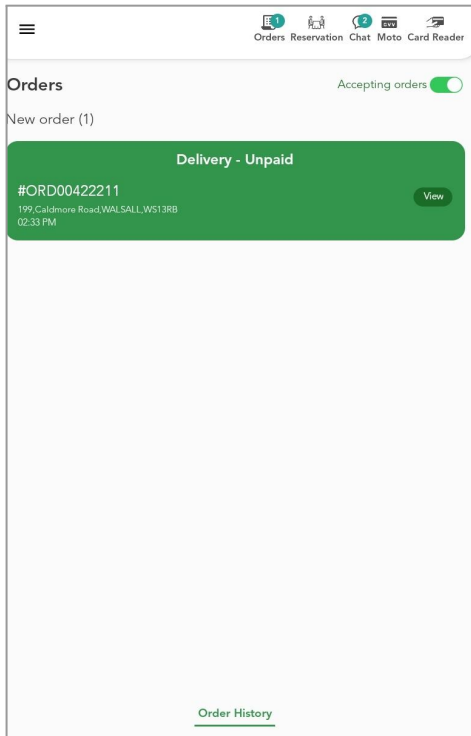 1
2
CVV
Orders Reservation Chat Moto Card Reader
Orders
Accepting orders
New order (1)
Delivery - Unpaid
#ORD00422211
View
199,Caldmore Road,WALSALL,WS13RB
02:33 PM
Order History